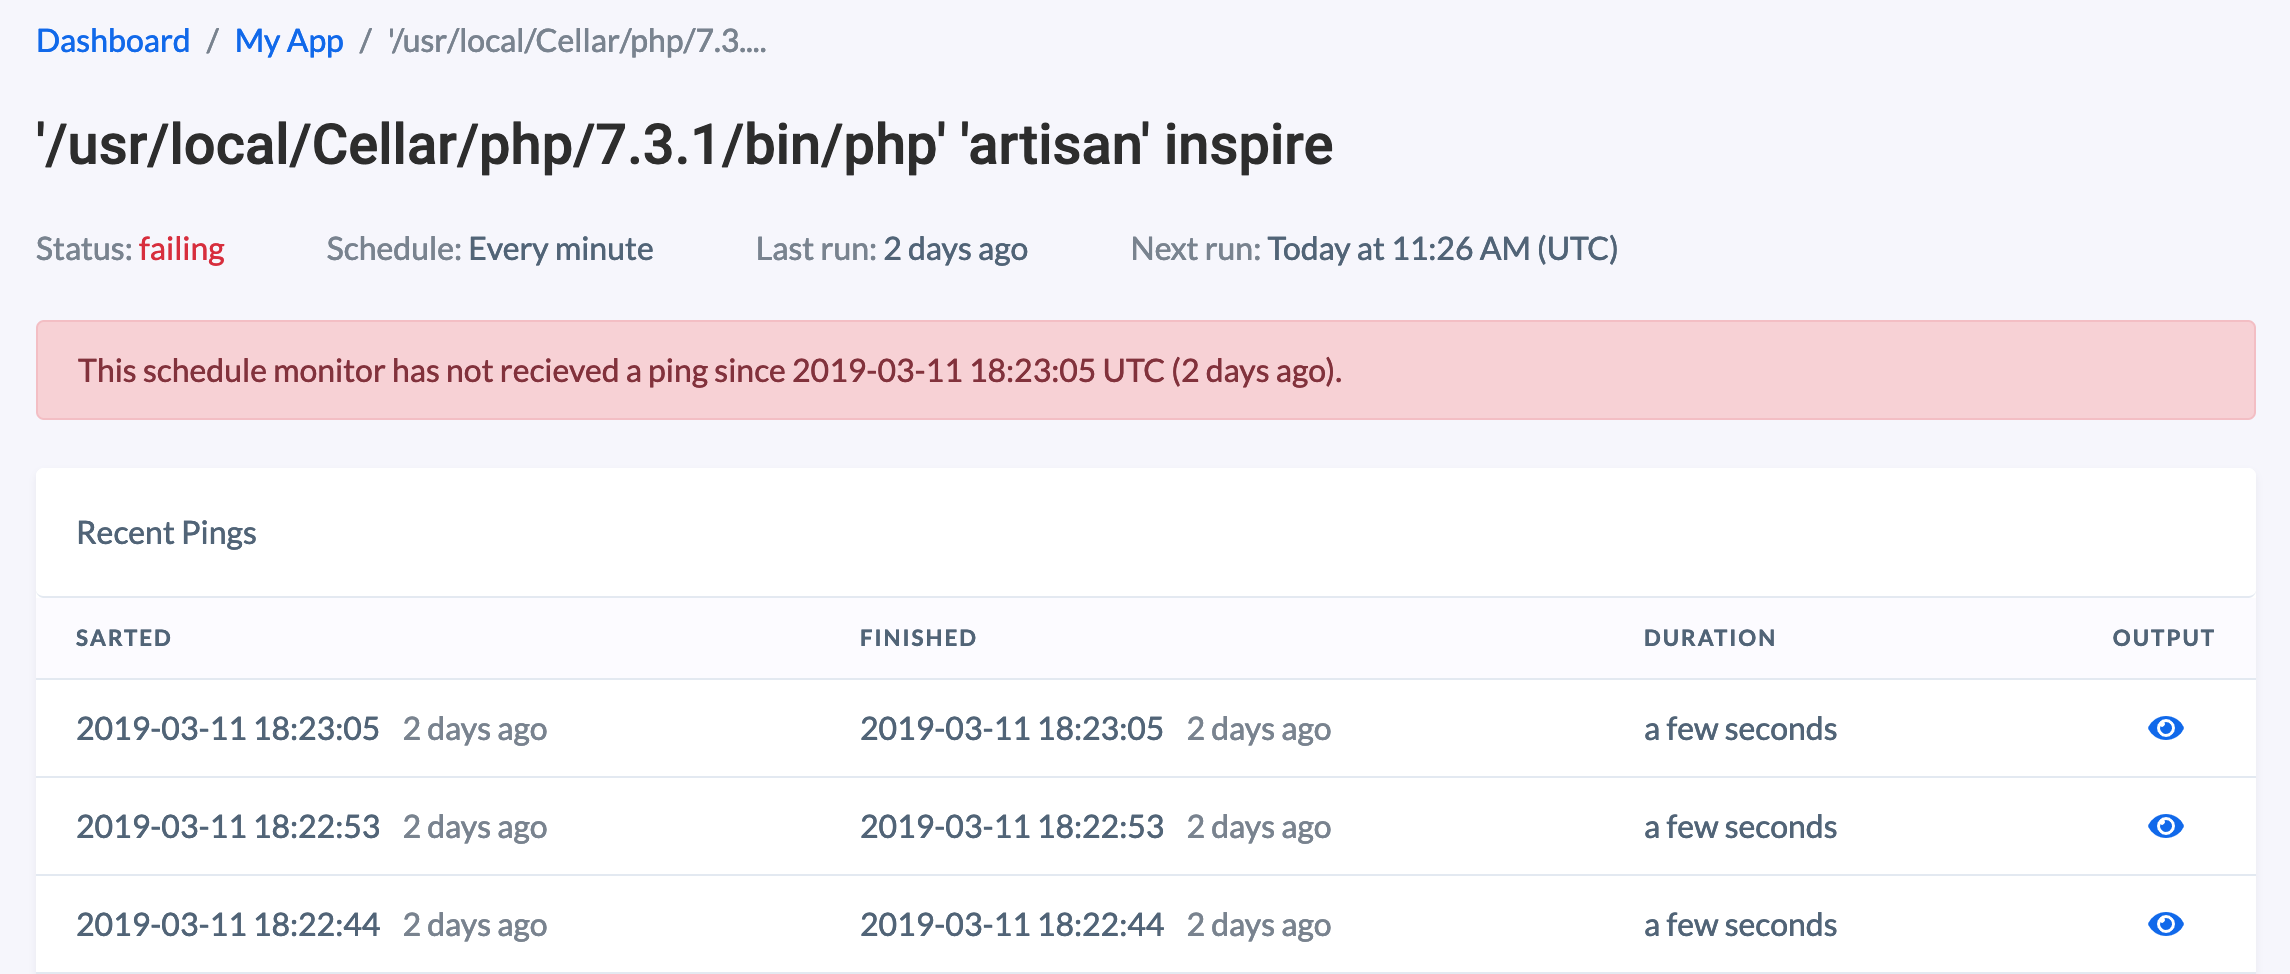 Dashboard / My App / '/usr/local/Cellar/php/7.3....
'/usr/local/Cellar/php/7.3.1/bin/php' 'artisan' inspire
Status: failing Schedule: Every minute Last run: 2 days ago Next run: Today at 11:26 AM (UTC)
This schedule monitor has not recieved a ping since 2019-03-11 18:23:05 UTC (2 days ago).
Recent Pings
SARTED FINISHED DURATION OUTPUT
2019-03-11 18:23:05 2 days ago 2019-03-11 18:23:05 2 days ago a few seconds
2019-03-11 18:22:53 2 days ago 2019-03-11 18:22:53 2 days ago a few seconds
2019-03-11 18:22:44 2 days ago 2019-03-11 18:22:44 2 days ago a few seconds